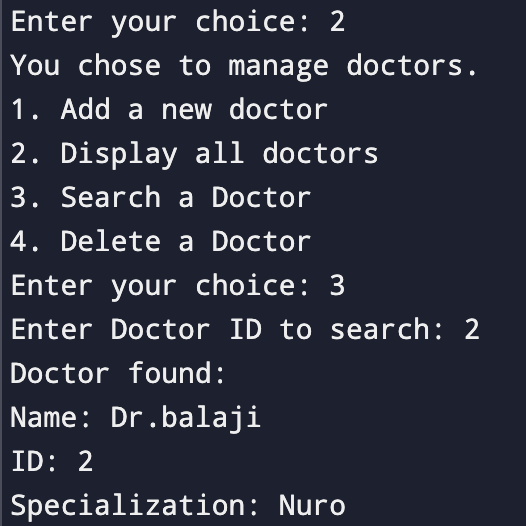 Enter your choice: 2
You chose to manage doctors.
1. Add a new doctor
2. Display all doctors
3. Search a Doctor
4. Delete a Doctor
Enter your choice: 3
Enter Doctor ID to search: 2
Doctor found:
Name: Dr.balaji
ID: 2
Specialization: Nuro